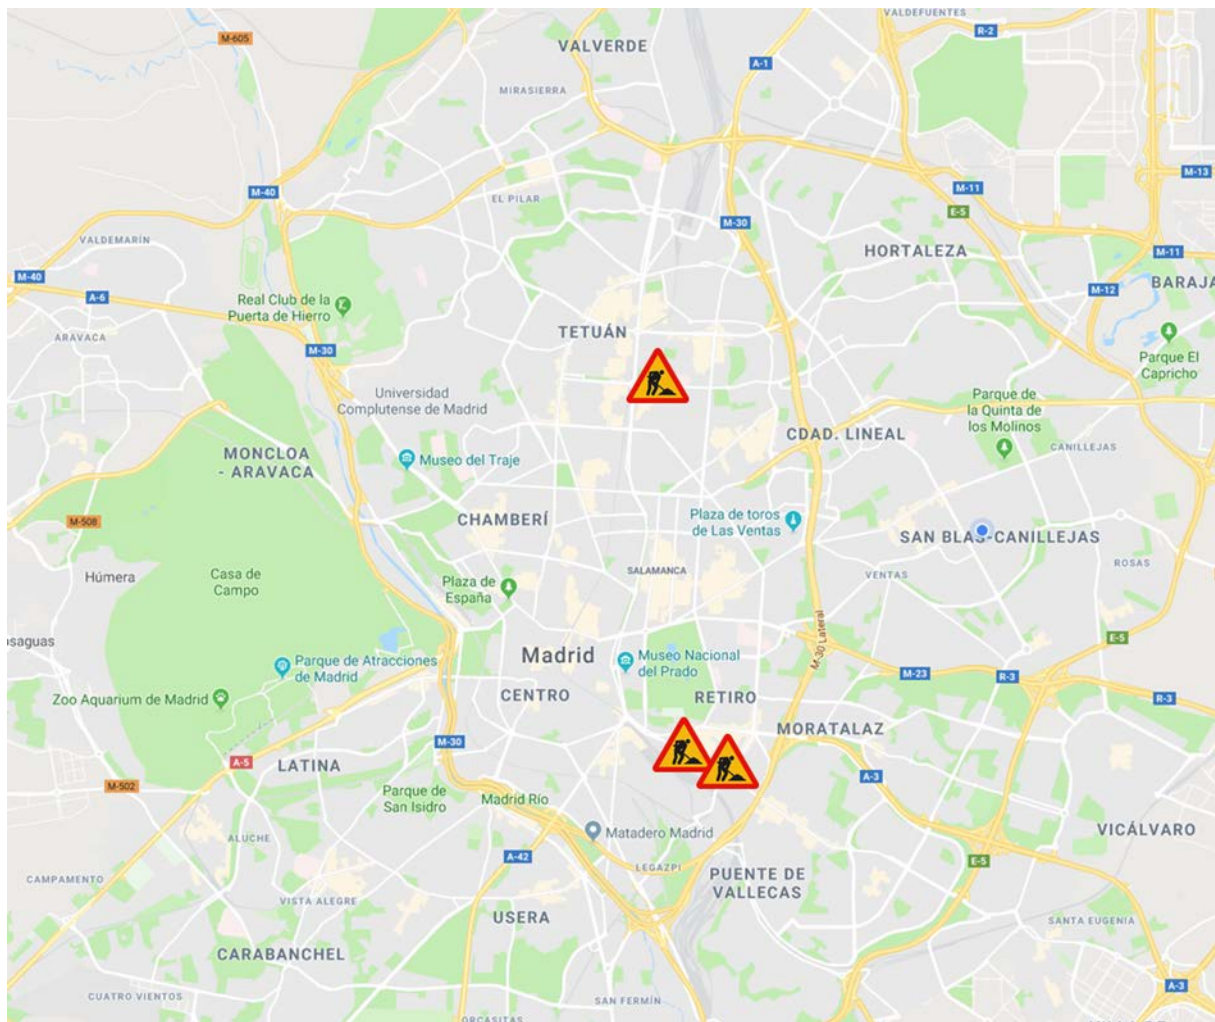 VALDEFUENTES
M-605
R-2
VALVERDE
A-1
MIRASIERRA
M-13
M-40
M-11
EL PILAR
E-5
M-30
VALDEMARÍN
HORTALEZA
M-11
M-40
A-6
M-12
BARAJA
Real Club de la
Puerta de Hierro
TETUÁN
ARAVACA
M-30
Parque El
Capricho
Universidad
Complutense de Madrid
Parque de
la Quinta de
los Molinos
CDAD. LINEAL
CANILLEJAS
MONCLOA
- ARAVACA
Museo del Traje
M-508
CHAMBERÍ
Plaza de toros
de Las Ventas
SAN BLAS-CANILLEJAS
ROSAS
Húmera
Casa de
Campo
Plaza de
España
SALAMANCA
VENTAS
M-30 Lateral
E-5
osaguas
Madrid
Museo Nacional
del Prado
Parque de Atracciones
de Madrid
M-23
R-3
R-3
Zoo Aquarium de Madrid
CENTRO
RETIRO
MORATALAZ
M-30
A-5
LATINA
A-3
M-502
Parque de
San Isidro
Madrid Río
Matadero Madrid
VICÁLVARO
ALUCHE
A-42
LEGAZPI
E-5
PUENTE DE
VALLECAS
CAMPAMENTO
VISTA ALEGRE
USERA
SANTA EUGENIA
CARABANCHEL
A-3
CUATRO VIENTOS
SAN FERMÍN
ORCASITAS